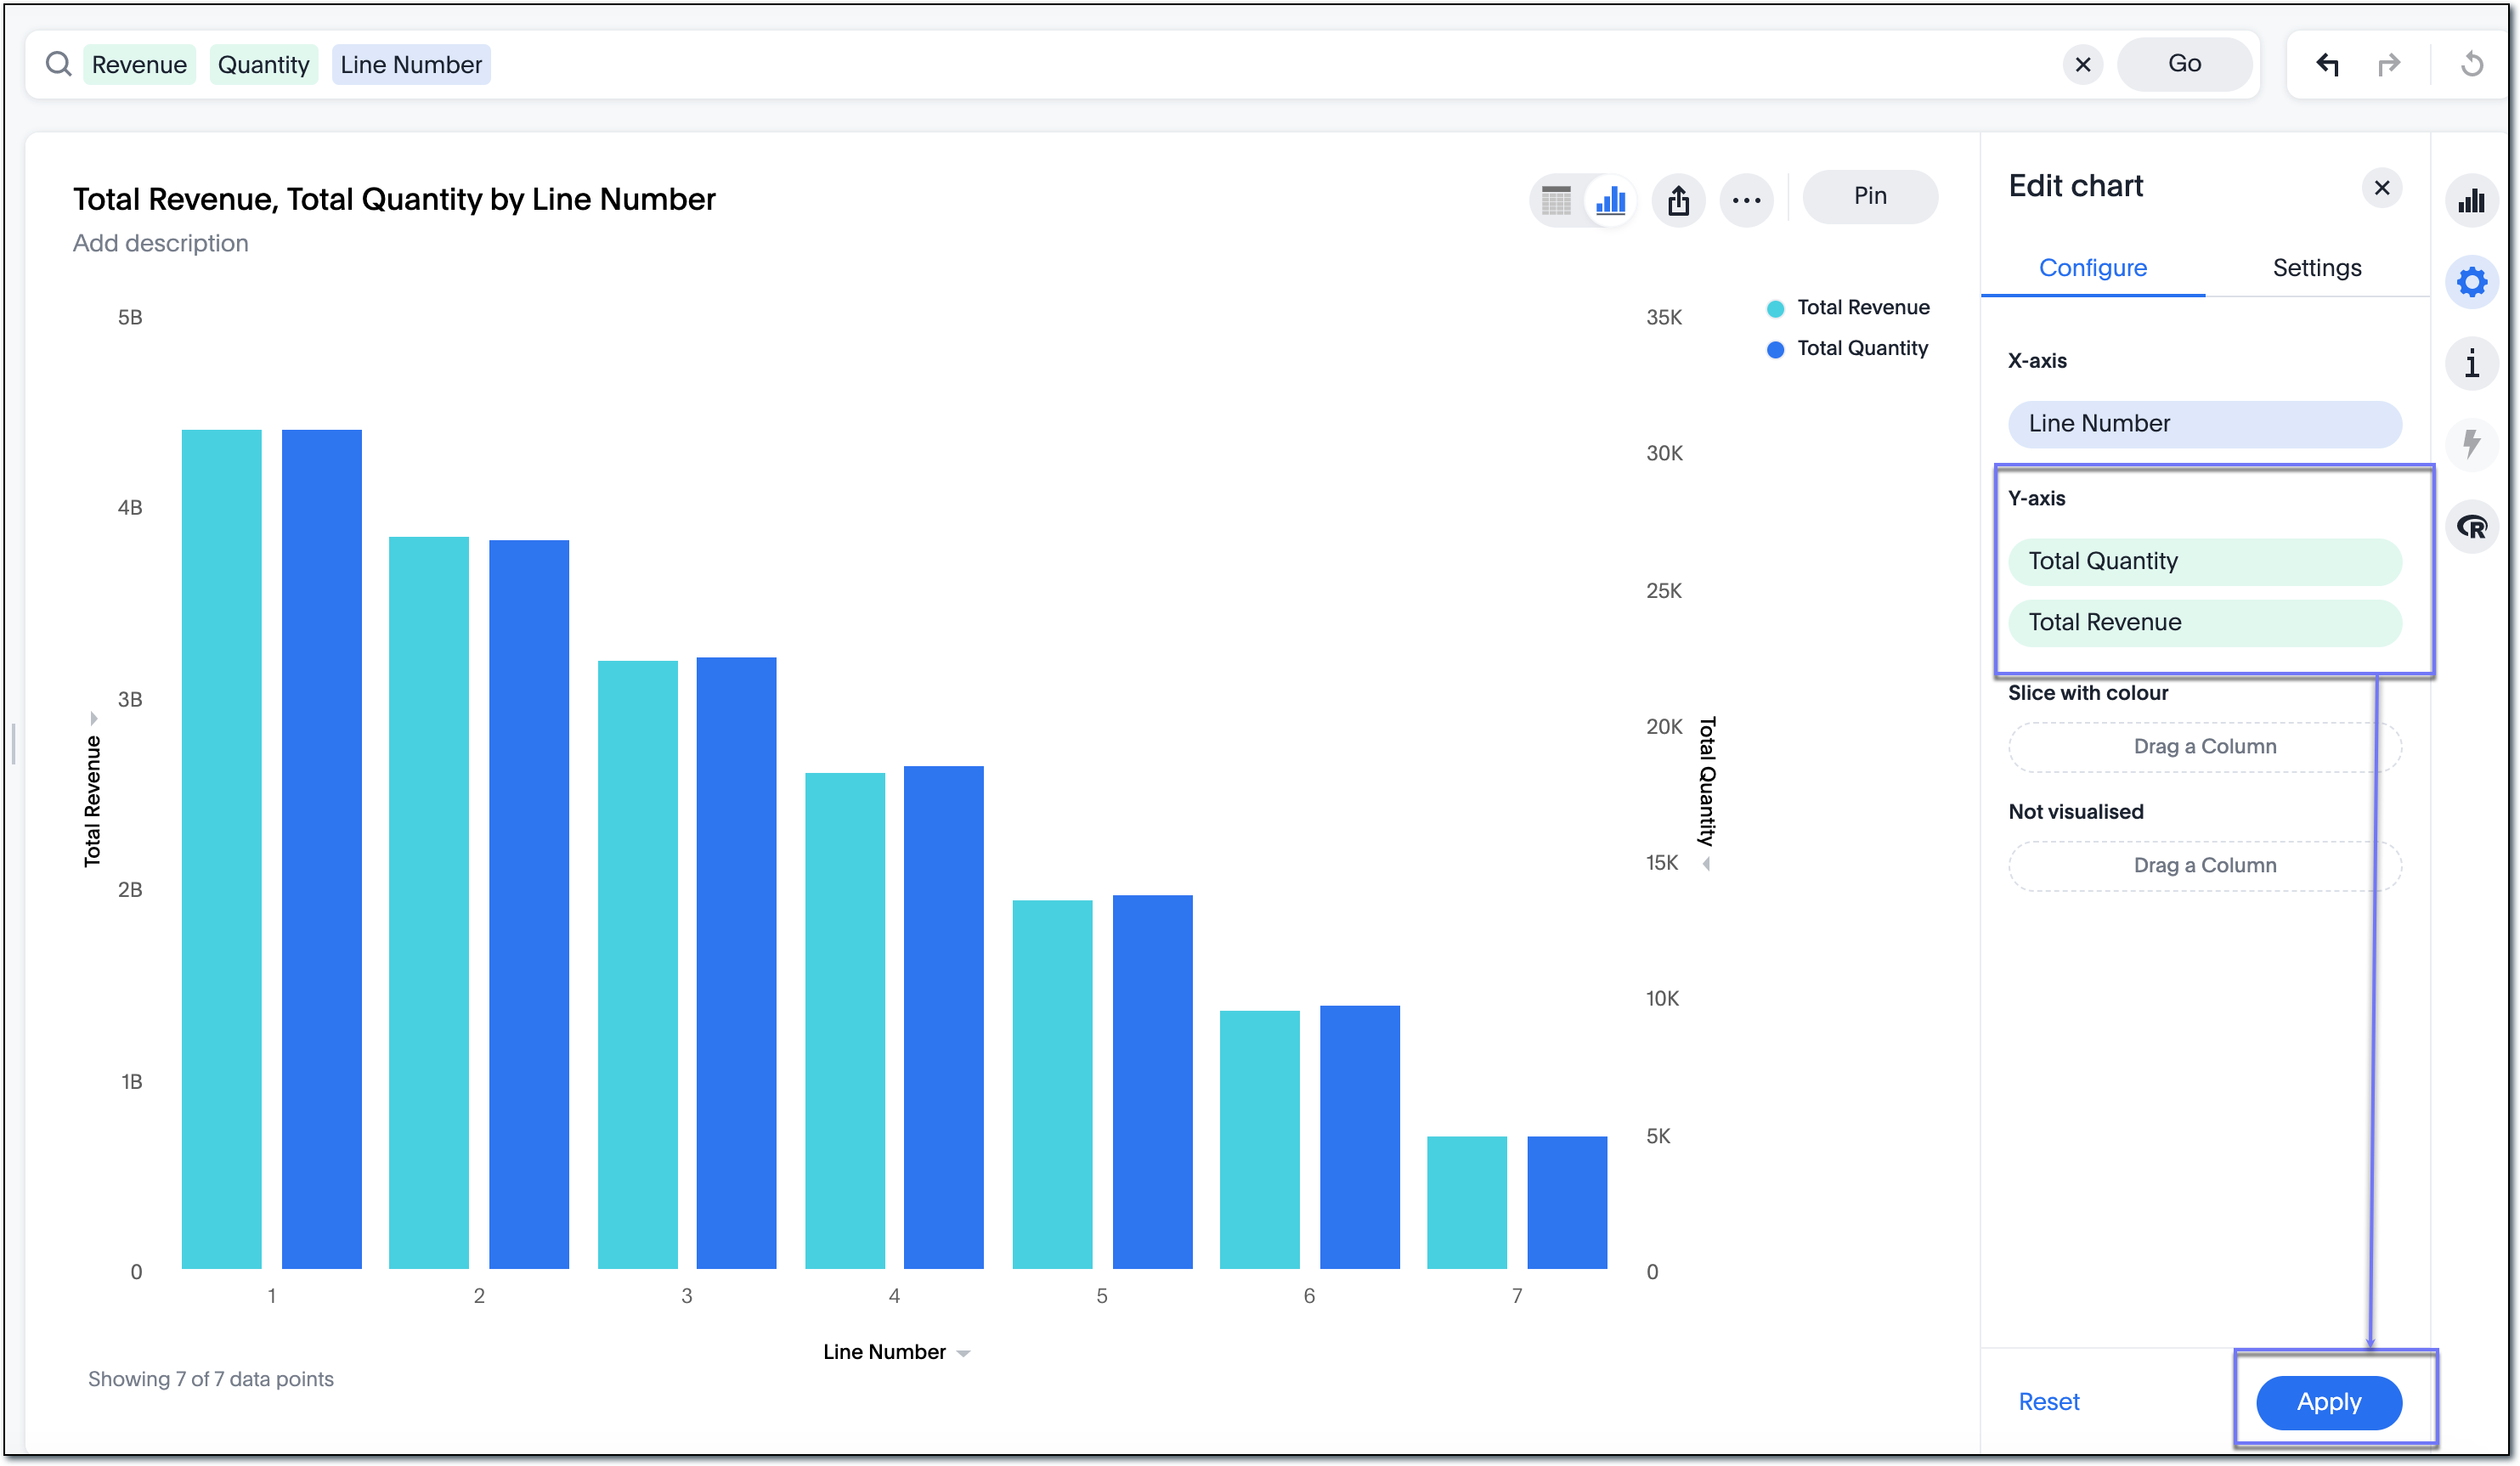 Revenue Quantity Line Number
Go
Total Revenue, Total Quantity by Line Number
Add description
Pin
5B
4B
3B
2B
1B
0
Total Revenue
35K
30K
25K
20K
15K
10K
5K
0
Total Quantity
Total Revenue
Total Quantity
1 2 3 4 5 6 7
Line Number
Showing 7 of 7 data points
Edit chart
Configure Settings
X-axis
Line Number
Y-axis
Total Quantity
Total Revenue
Slice with colour
Drag a Column
Not visualised
Drag a Column
Reset Apply
R